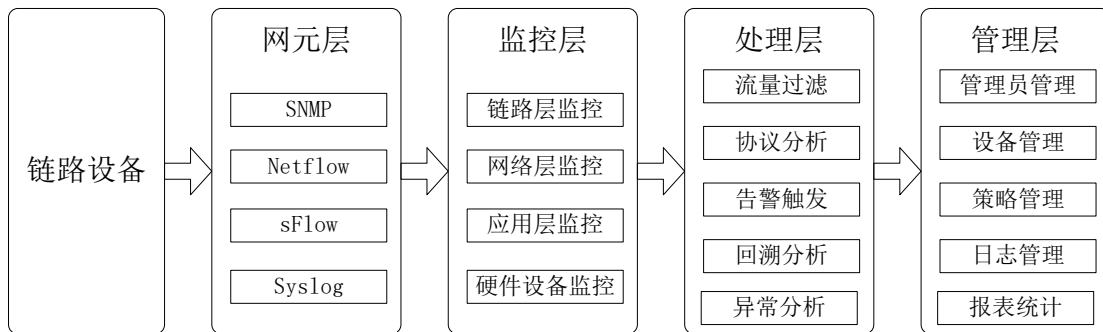 链路设备
网元层
SNMP
Netflow
sFlow
Syslog
监控层
链路层监控
网络层监控
应用层监控
硬件设备监控
处理层
流量过滤
协议分析
告警触发
回溯分析
异常分析
管理层
管理员管理
设备管理
策略管理
日志管理
报表统计